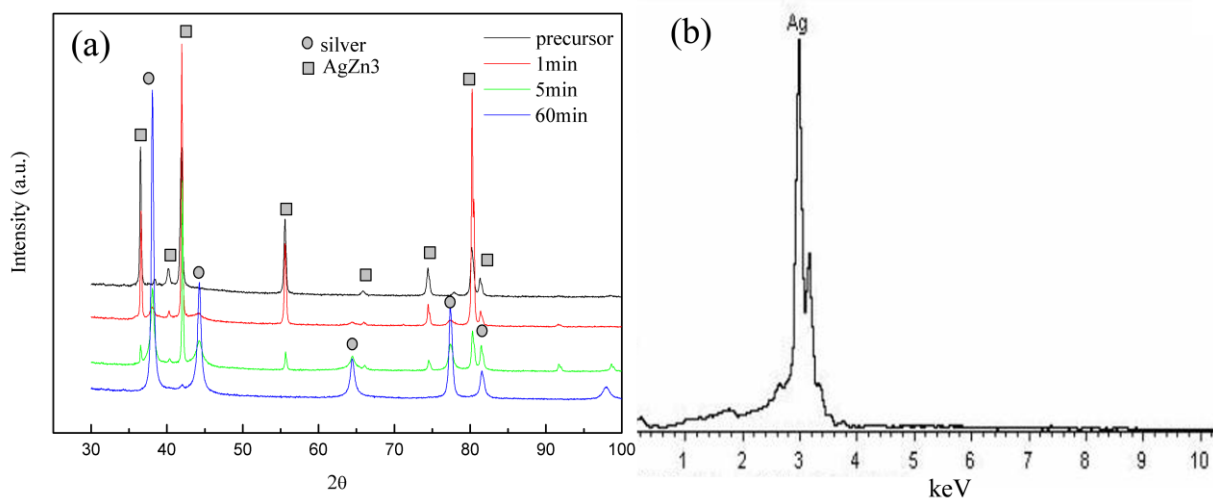 (a)
silver
AgZn3
precursor
1min
5min
60min
Intensity (a.u.)
30 40 50 60 70 80 90 100
2θ
(b)
Ag
1 2 3 4 5 6 7 8 9 10
keV